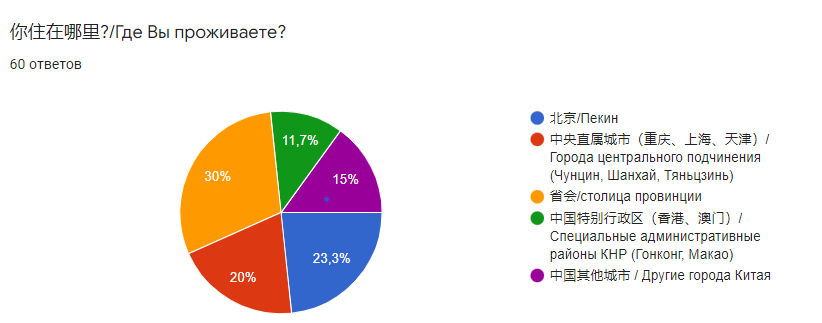 你住在哪里?/Где Вы проживаете?
60 ответов
11,7%
30%
15%
23,3%
20%
北京/Пекин
中央直属城市（重庆、上海、天津）/
Города центрального подчинения
(Чунцин, Шанхай, Тяньцзинь)
省会/столица провинции
中国特别行政区（香港、澳门）/
Специальные административные
районы КНР (Гонконг, Макао)
中国其他城市 / Другие города Китая